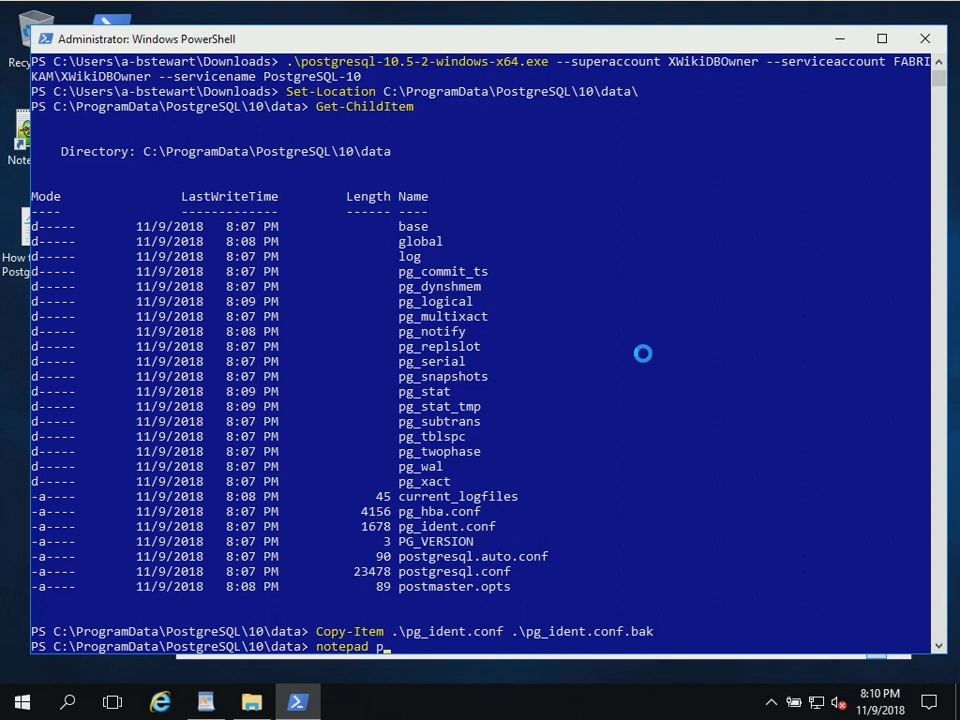 Administrator: Windows PowerShell
PS C:\Users\a-bstewart\Downloads> .\postgresql-10.5-2-windows-x64.exe --superaccount XWikiDBOwner --serviceaccount FABRI
KAM\XWikiDBOwner --servicename PostgreSQL-10
PS C:\Users\a-bstewart\Downloads> Set-Location C:\ProgramData\PostgreSQL\10\data\
PS C:\ProgramData\PostgreSQL\10\data> Get-ChildItem
Directory: C:\ProgramData\PostgreSQL\10\data
Mode LastWriteTime Length Name
---- ------------- ------ ----
d----- 11/9/2018 8:07 PM base
d----- 11/9/2018 8:08 PM global
d----- 11/9/2018 8:07 PM log
d----- 11/9/2018 8:07 PM pg_commit_ts
d----- 11/9/2018 8:07 PM pg_dynshmem
d----- 11/9/2018 8:09 PM pg_logical
d----- 11/9/2018 8:07 PM pg_multixact
d----- 11/9/2018 8:08 PM pg_notify
d----- 11/9/2018 8:07 PM pg_replslot
d----- 11/9/2018 8:07 PM pg_serial
d----- 11/9/2018 8:07 PM pg_snapshots
d----- 11/9/2018 8:09 PM pg_stat
d----- 11/9/2018 8:09 PM pg_stat_tmp
d----- 11/9/2018 8:07 PM pg_subtrans
d----- 11/9/2018 8:07 PM pg_tblspc
d----- 11/9/2018 8:07 PM pg_twophase
d----- 11/9/2018 8:07 PM pg_wal
d----- 11/9/2018 8:07 PM pg_xact
-a---- 11/9/2018 8:08 PM 45 current_logfiles
-a---- 11/9/2018 8:07 PM 4156 pg_hba.conf
-a---- 11/9/2018 8:07 PM 1678 pg_ident.conf
-a---- 11/9/2018 8:07 PM 3 PG_VERSION
-a---- 11/9/2018 8:07 PM 90 postgresql.auto.conf
-a---- 11/9/2018 8:07 PM 23478 postgresql.conf
-a---- 11/9/2018 8:08 PM 89 postmaster.opts
PS C:\ProgramData\PostgreSQL\10\data> Copy-Item .\pg_ident.conf .\pg_ident.conf.bak
PS C:\ProgramData\PostgreSQL\10\data> notepad p_
Recy
Note
How
Postg
8:10 PM
11/9/2018